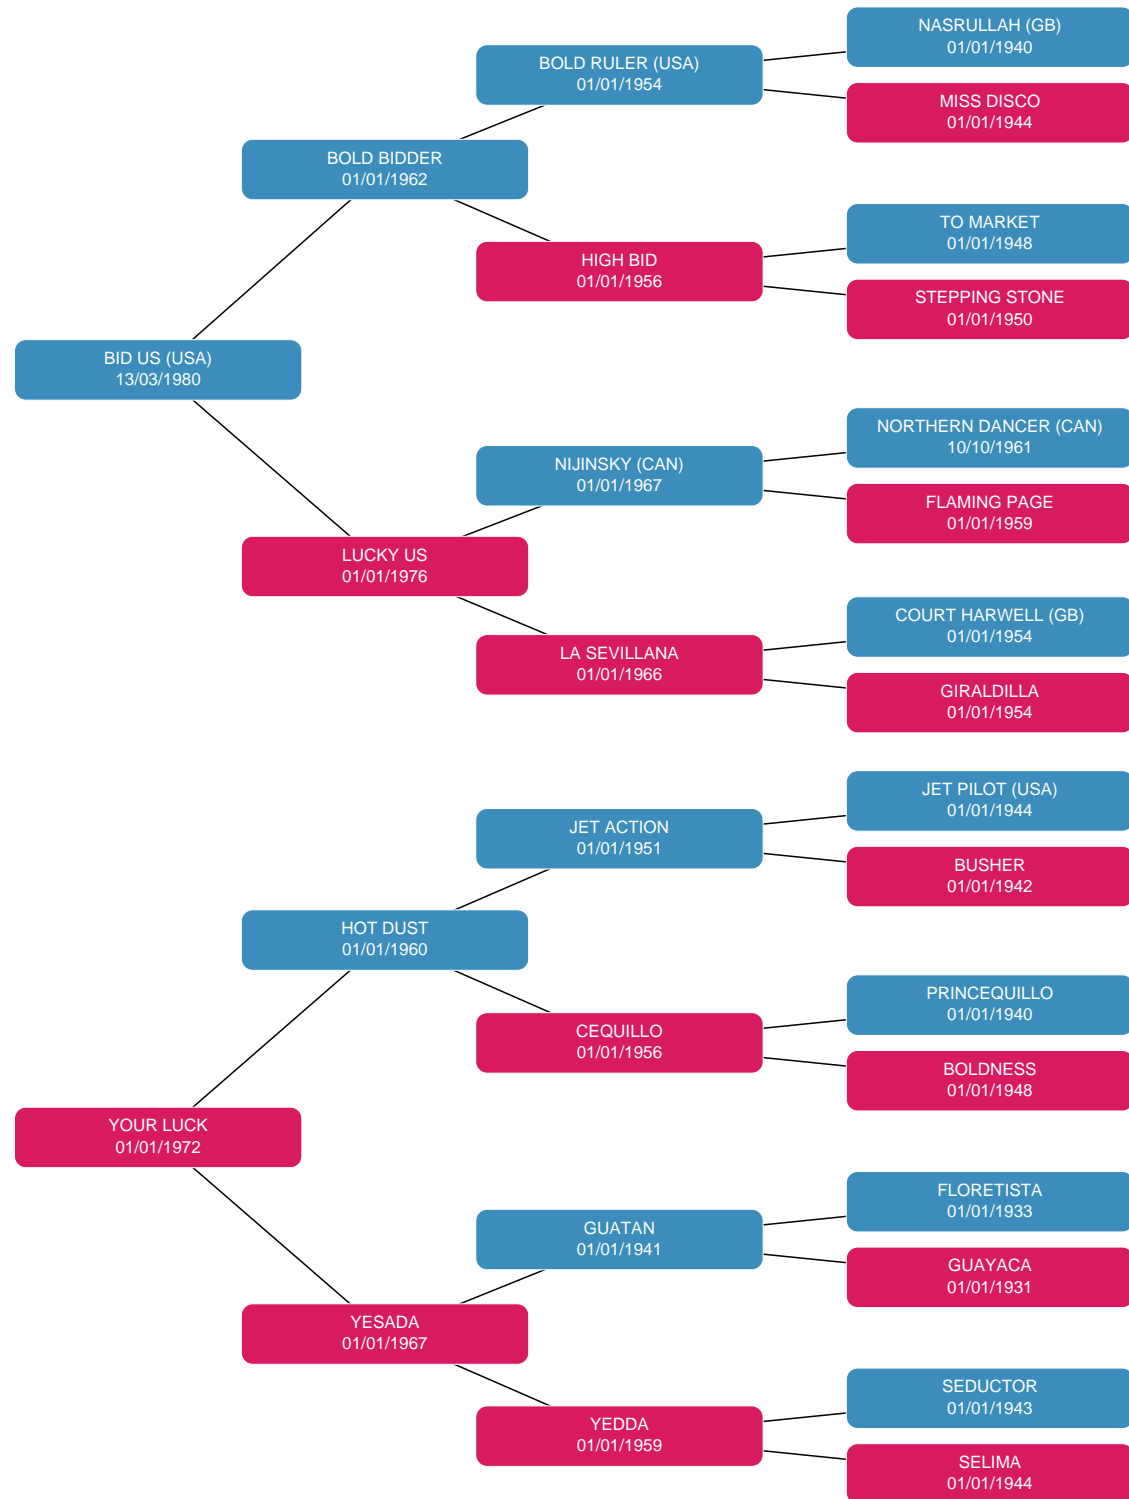 NASRULLAH (GB)
01/01/1940
BOLD RULER (USA)
01/01/1954
MISS DISCO
01/01/1944
BOLD BIDDER
01/01/1962
TO MARKET
01/01/1948
HIGH BID
01/01/1956
STEPPING STONE
01/01/1950
BID US (USA)
13/03/1980
NORTHERN DANCER (CAN)
10/10/1961
NIJINSKY (CAN)
01/01/1967
FLAMING PAGE
01/01/1959
LUCKY US
01/01/1976
COURT HARWELL (GB)
01/01/1954
LA SEVILLANA
01/01/1966
GIRALDILLA
01/01/1954
JET PILOT (USA)
01/01/1944
JET ACTION
01/01/1951
BUSHER
01/01/1942
HOT DUST
01/01/1960
PRINCEQUILLO
01/01/1940
CEQUILLO
01/01/1956
BOLDNESS
01/01/1948
YOUR LUCK
01/01/1972
FLORETISTA
01/01/1933
GUATAN
01/01/1941
GUAYACA
01/01/1931
YESADA
01/01/1967
SEDUCTOR
01/01/1943
YEDDA
01/01/1959
SELIMA
01/01/1944